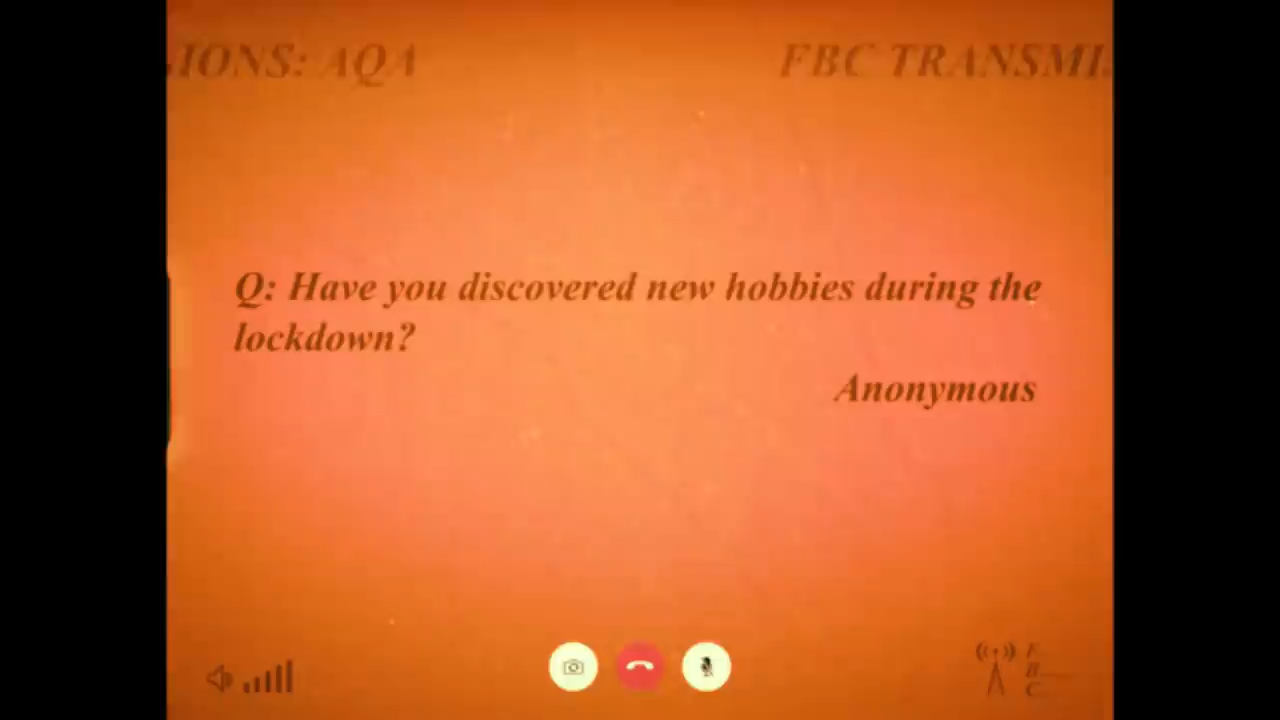 IONS: AQA
FBC TRANSMI
Q: Have you discovered new hobbies during the
lockdown?
Anonymous
F.
B.
C.